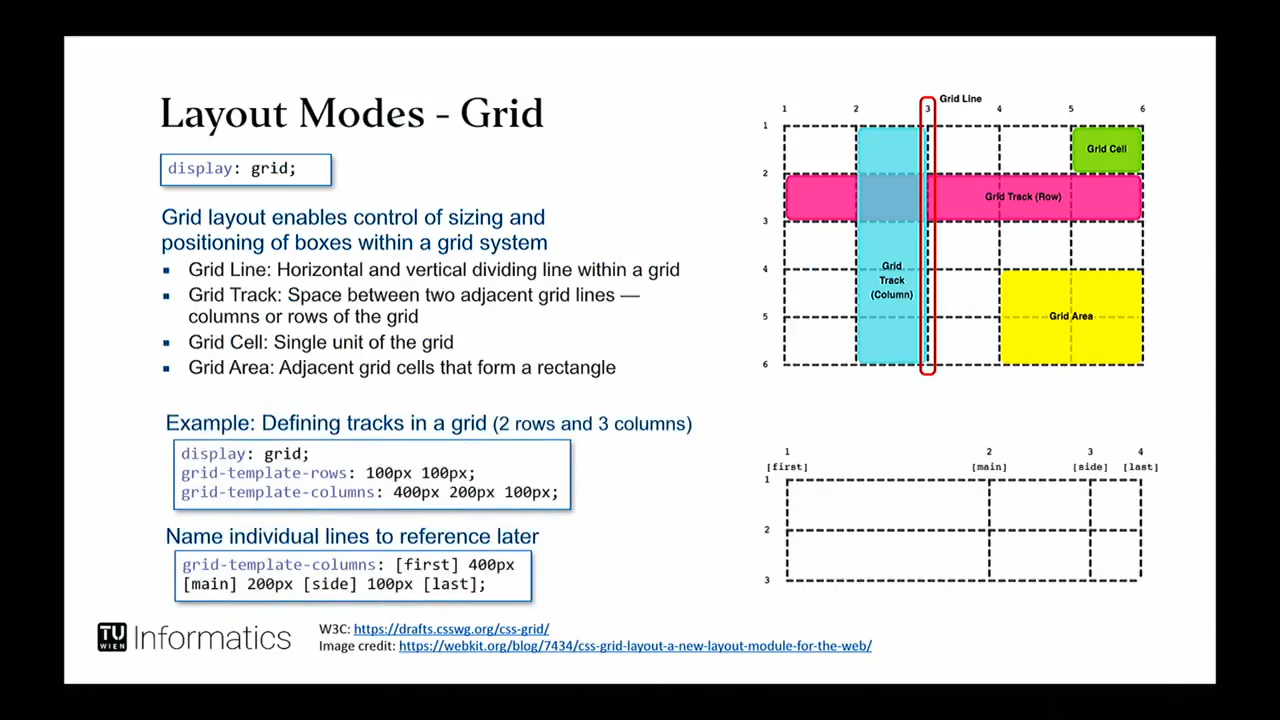 Layout Modes - Grid
display: grid;
Grid layout enables control of sizing and
positioning of boxes within a grid system
▪ Grid Line: Horizontal and vertical dividing line within a grid
▪ Grid Track: Space between two adjacent grid lines —
columns or rows of the grid
▪ Grid Cell: Single unit of the grid
▪ Grid Area: Adjacent grid cells that form a rectangle
Example: Defining tracks in a grid (2 rows and 3 columns)
display: grid;
grid-template-rows: 100px 100px;
grid-template-columns: 400px 200px 100px;
Name individual lines to reference later
grid-template-columns: [first] 400px
[main] 200px [side] 100px [last];
Grid Line
1 2 3 4 5 6
1
Grid Cell
2
Grid Track (Row)
3
4
Grid
Track
(Column)
5
Grid Area
6
1 2 3 4
[first] [main] [side] [last]
1
2
3
TU
WIEN
Informatics
W3C: https://drafts.csswg.org/css-grid/
Image credit: https://webkit.org/blog/7434/css-grid-layout-a-new-layout-module-for-the-web/